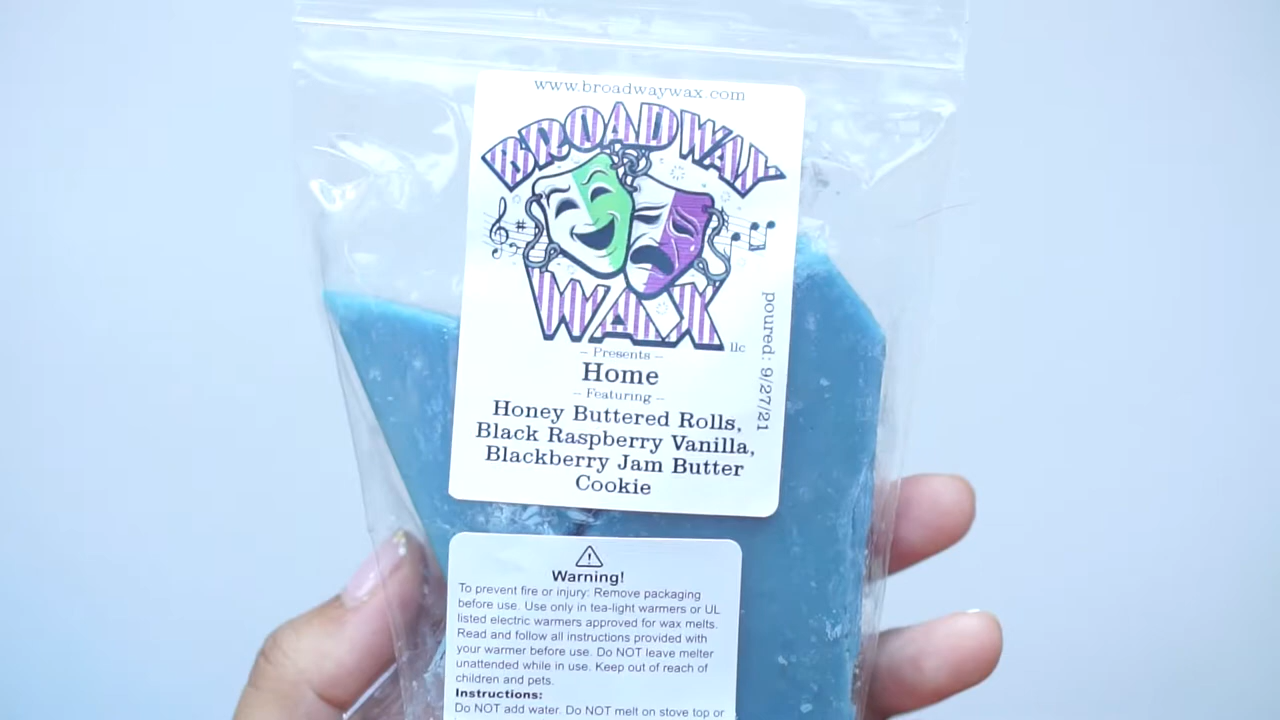 www.broadwaywax.com
BROADWAY
WAX
llc
-- Presents --
Home
-- Featuring --
Honey Buttered Rolls,
Black Raspberry Vanilla,
Blackberry Jam Butter
Cookie
poured: 9/27/21
Warning!
To prevent fire or injury: Remove packaging
before use. Use only in tea-light warmers or UL
listed electric warmers approved for wax melts.
Read and follow all instructions provided with
your warmer before use. Do NOT leave melter
unattended while in use. Keep out of reach of
children and pets.
Instructions:
Do NOT add water. Do NOT melt on stove top or